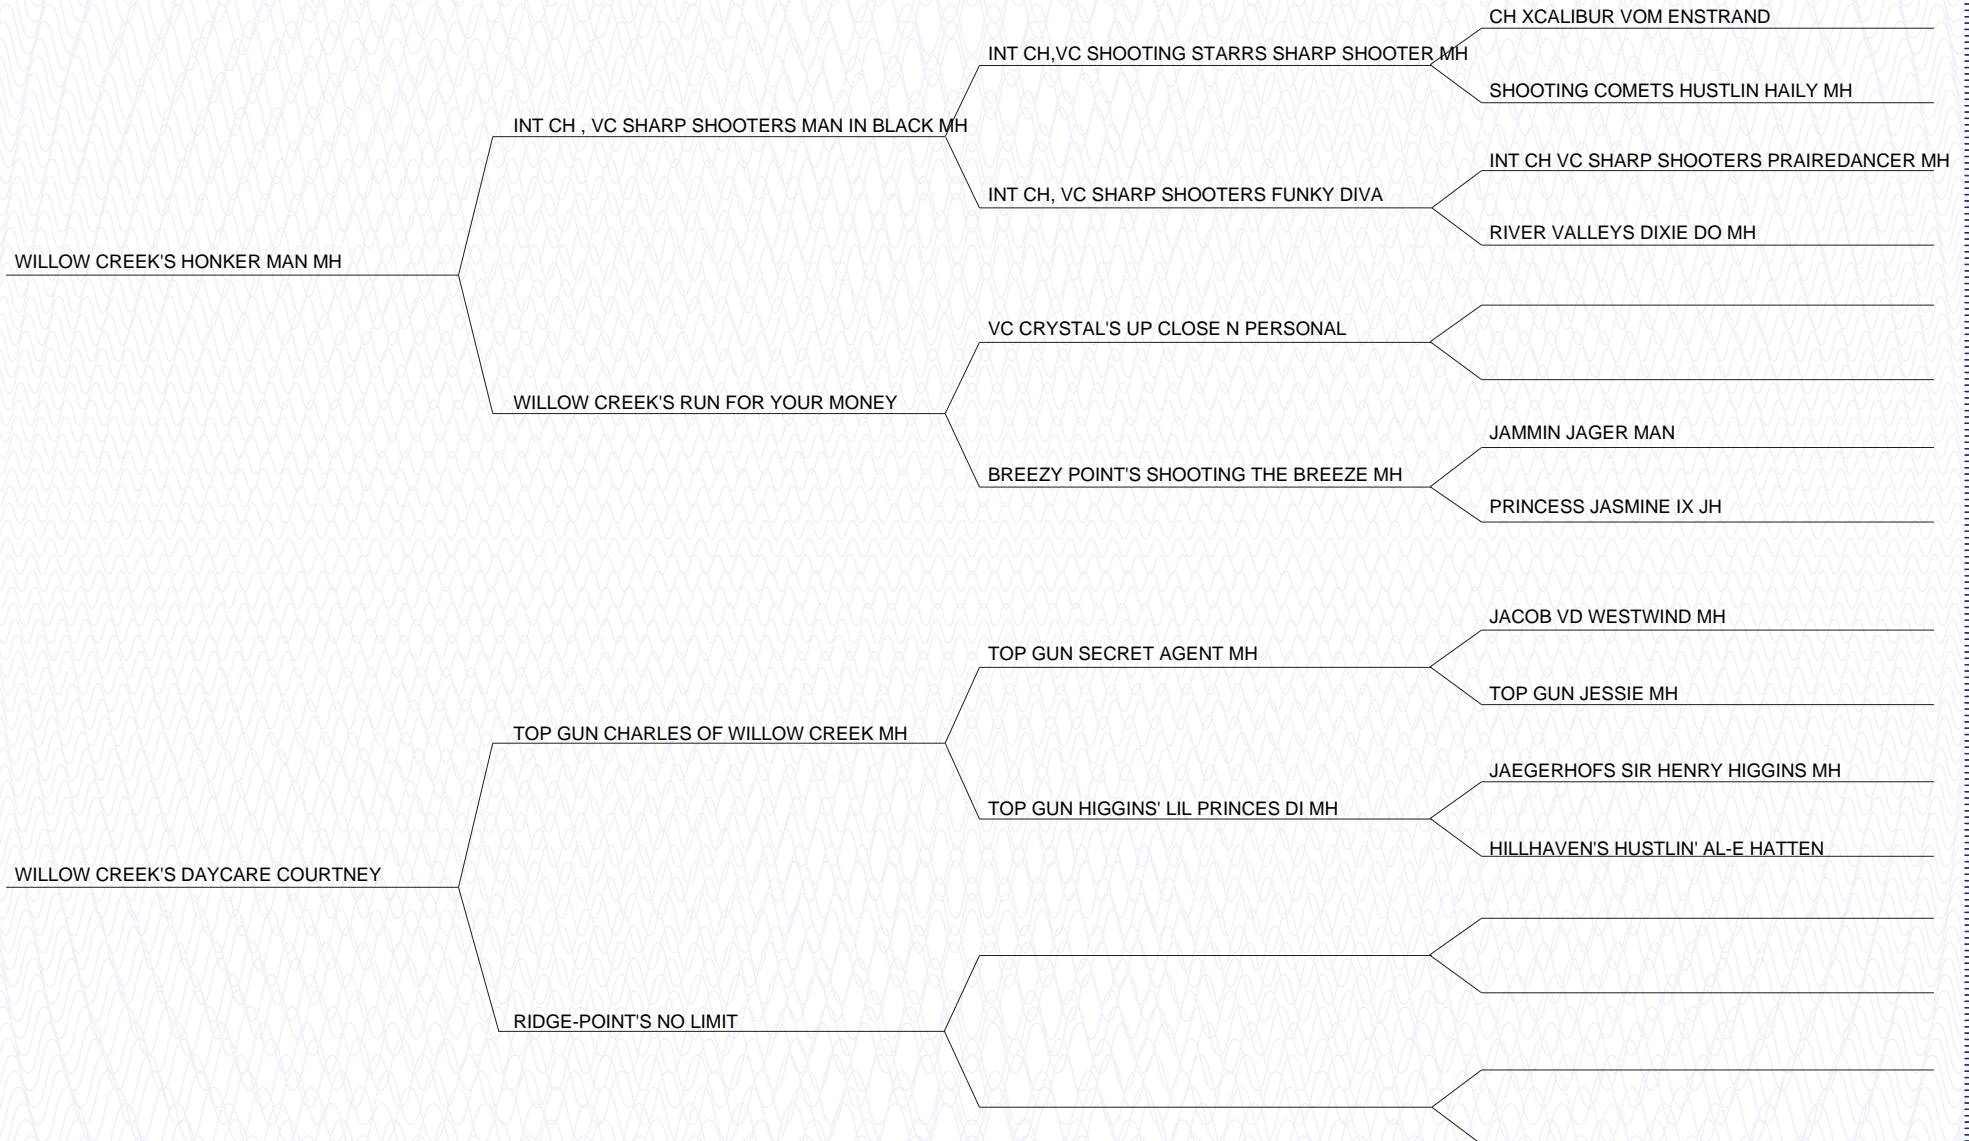 CH XCALIBUR VOM ENSTRAND
INT CH,VC SHOOTING STARRS SHARP SHOOTER MH
SHOOTING COMETS HUSTLIN HAILY MH
INT CH , VC SHARP SHOOTERS MAN IN BLACK MH
INT CH VC SHARP SHOOTERS PRAIREDANCER MH
INT CH, VC SHARP SHOOTERS FUNKY DIVA
RIVER VALLEYS DIXIE DO MH
WILLOW CREEK'S HONKER MAN MH
VC CRYSTAL'S UP CLOSE N PERSONAL
WILLOW CREEK'S RUN FOR YOUR MONEY
JAMMIN JAGER MAN
BREEZY POINT'S SHOOTING THE BREEZE MH
PRINCESS JASMINE IX JH
JACOB VD WESTWIND MH
TOP GUN SECRET AGENT MH
TOP GUN JESSIE MH
TOP GUN CHARLES OF WILLOW CREEK MH
JAEGERHOFS SIR HENRY HIGGINS MH
TOP GUN HIGGINS' LIL PRINCES DI MH
HILLHAVEN'S HUSTLIN' AL-E HATTEN
WILLOW CREEK'S DAYCARE COURTNEY
RIDGE-POINT'S NO LIMIT